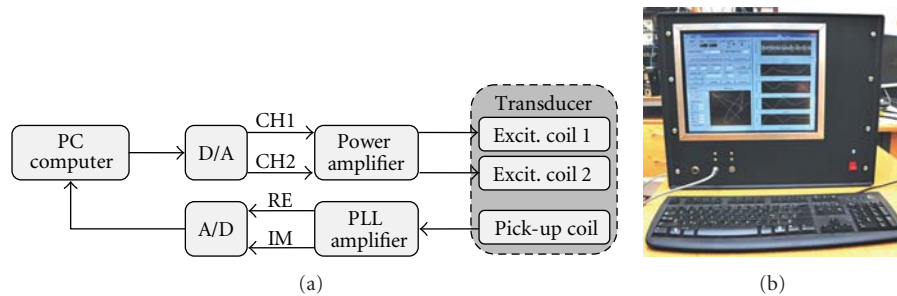 Transducer
CH1
PC
computer
D/A
Power
amplifier
Excit. coil 1
CH2
Excit. coil 2
RE
A/D
PLL
amplifier
Pick-up coil
IM
(a)
(b)